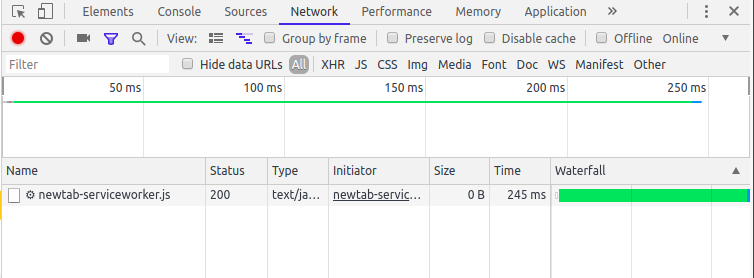 Elements Console Sources Network Performance Memory Application »
View: Group by frame Preserve log Disable cache Offline Online
Filter Hide data URLs All XHR JS CSS Img Media Font Doc WS Manifest Other
50 ms 100 ms 150 ms 200 ms 250 ms
Name Status Type Initiator Size Time Waterfall
newtab-serviceworker.js 200 text/ja... newtab-servic... 0 B 245 ms